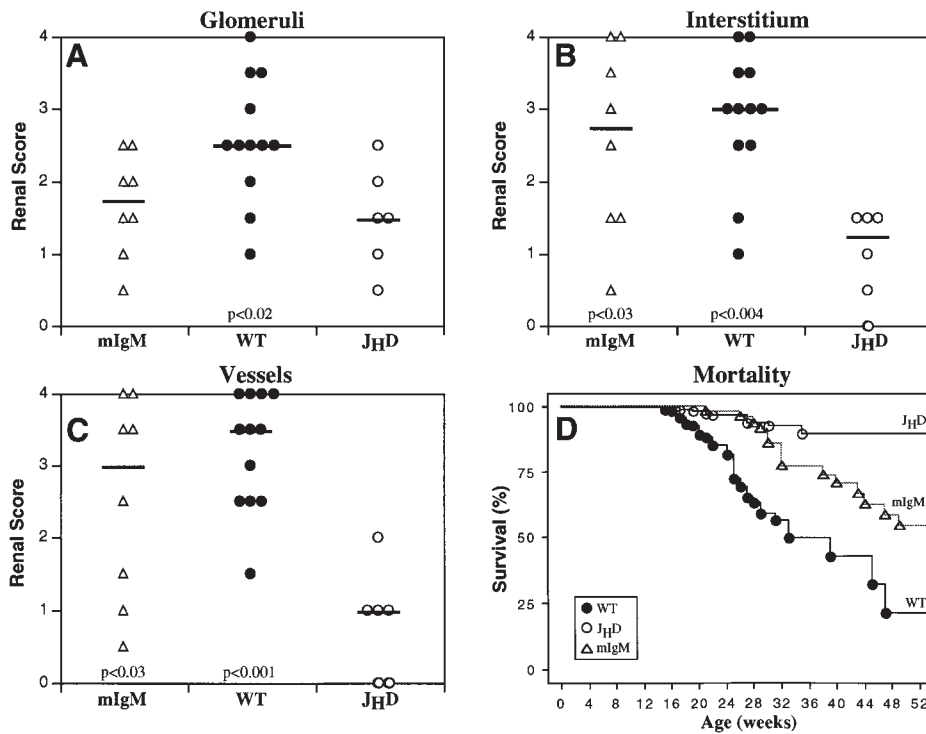 Glomeruli
A
Renal Score
4
3
2
1
0
p<0.02
mIgM WT JHD
Interstitium
B
Renal Score
4
3
2
1
0
p<0.03 p<0.004
mIgM WT JHD
Vessels
C
Renal Score
4
3
2
1
0
p<0.03 p<0.001
mIgM WT JHD
Mortality
D
Survival (%)
100
75
50
25
0
JHD
mIgM
WT
WT
JHD
mIgM
0 4 8 12 16 20 24 28 32 36 40 44 48 52
Age (weeks)